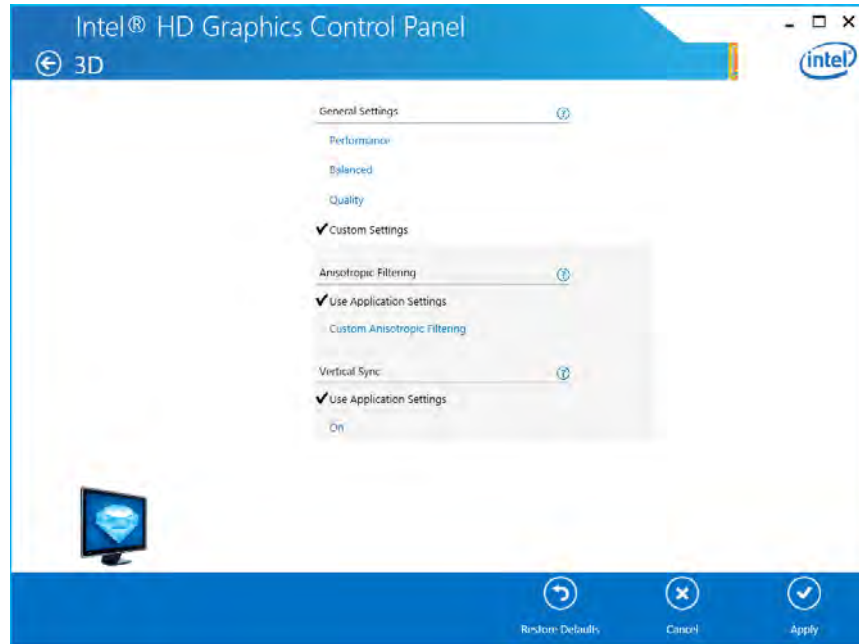 Intel® HD Graphics Control Panel
3D
intel
General Settings
Performance
Balanced
Quality
Custom Settings
Anisotropic Filtering
Use Application Settings
Custom Anisotropic Filtering
Vertical Sync
Use Application Settings
On
Restore Defaults
Cancel
Apply